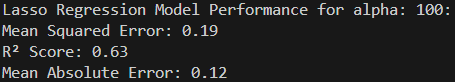 Lasso Regression Model Performance for alpha: 100:
Mean Squared Error: 0.19
R² Score: 0.63
Mean Absolute Error: 0.12